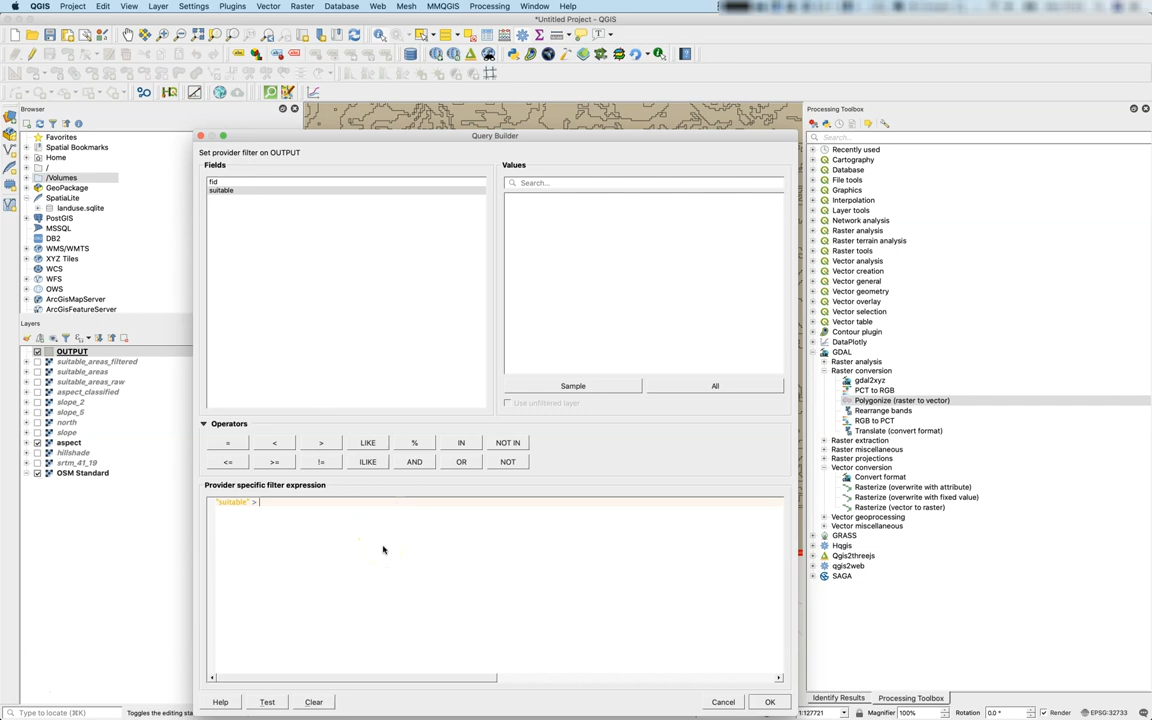 QGIS Project Edit View Layer Settings Plugins Vector Raster Database Web Mesh MMQGIS Processing Window Help
*Untitled Project - QGIS
Browser
Favorites
Spatial Bookmarks
Home
/
/Volumes
GeoPackage
SpatiaLite
landuse.sqlite
PostGIS
MSSQL
DB2
WMS/WMTS
XYZ Tiles
WCS
WFS
OWS
ArcGisMapServer
ArcGisFeatureServer
Layers
OUTPUT
suitable_areas_filtered
suitable_areas
suitable_areas_raw
aspect_classified
slope_2
slope_5
north
slope
aspect
hillshade
srtm_41_19
OSM Standard
Query Builder
Set provider filter on OUTPUT
Fields
fid
suitable
Values
Search...
Sample All
Use unfiltered layer
Operators
= < > LIKE % IN NOT IN
<= >= != ILIKE AND OR NOT
Provider specific filter expression
"suitable" >
Help Test Clear Cancel OK
Processing Toolbox
Search...
Recently used
Cartography
Database
File tools
Graphics
Interpolation
Layer tools
Network analysis
Raster analysis
Raster terrain analysis
Raster tools
Vector analysis
Vector creation
Vector general
Vector geometry
Vector overlay
Vector selection
Vector table
Contour plugin
DataPlotly
GDAL
Raster analysis
Raster conversion
gdal2xyz
PCT to RGB
Polygonize (raster to vector)
Rearrange bands
RGB to PCT
Translate (convert format)
Raster extraction
Raster miscellaneous
Raster projections
Vector conversion
Convert format
Rasterize (overwrite with attribute)
Rasterize (overwrite with fixed value)
Rasterize (vector to raster)
Vector geoprocessing
Vector miscellaneous
GRASS
Hqgis
Qgis2threejs
qgis2web
SAGA
Identify Results Processing Toolbox
Type to locate (⌘K) Toggles the editing sta 1:127721 Magnifier 100% Rotation 0.0 ° Render EPSG:32733